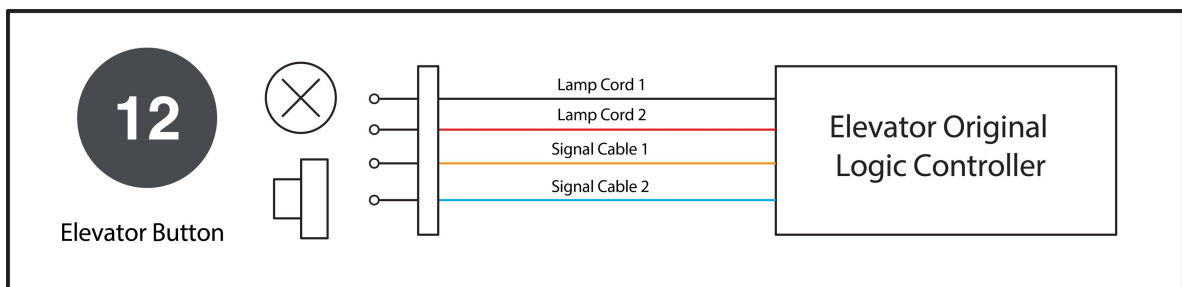 12
Elevator Button
Lamp Cord 1
Lamp Cord 2
Signal Cable 1
Signal Cable 2
Elevator Original
Logic Controller